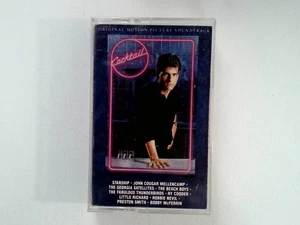 ORIGINAL MOTION PICTURE SOUNDTRACK
Cocktail
STARSHIP • JOHN COUGAR MELLENCAMP •
THE GEORGIA SATELLITES • THE BEACH BOYS •
THE FABULOUS THUNDERBIRDS • RY COODER •
LITTLE RICHARD • ROBBIE NEVIL •
PRESTON SMITH • BOBBY McFERRIN